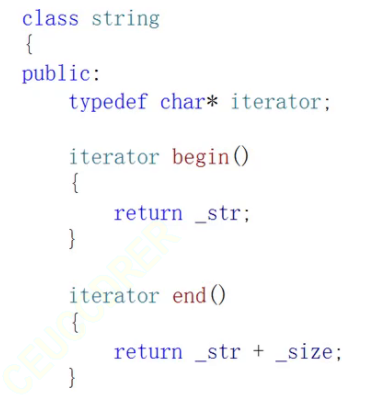 class string
{
public:
    typedef char* iterator;

    iterator begin()
    {
        return _str;
    }

    iterator end()
    {
        return _str + _size;
    }